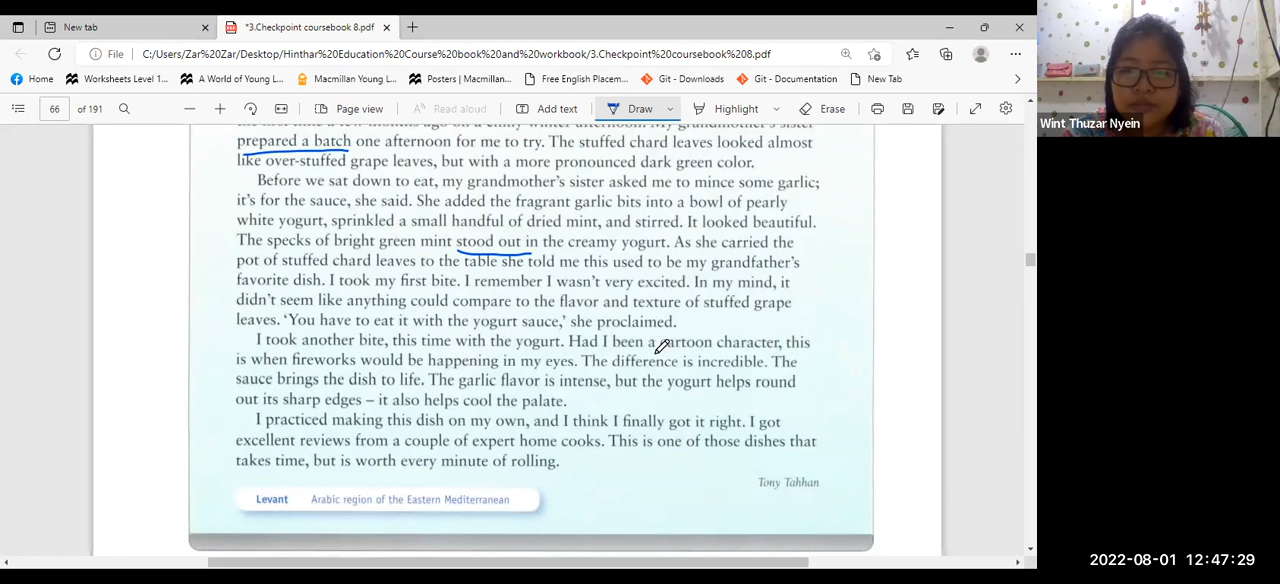 New tab
*3.Checkpoint coursebook 8.pdf
File
C:/Users/Zar%20Zar/Desktop/Hinthar%20Education%20Course%20book%20and%20workbook/3.Checkpoint%20coursebook%208.pdf
Home
Worksheets Level 1...
A World of Young L...
Macmillan Young L...
Posters | Macmillan...
Free English Placem...
Git - Downloads
Git - Documentation
New Tab
66 of 191
Page view
Read aloud
Add text
Draw
Highlight
Erase
prepared a batch one afternoon for me to try. The stuffed chard leaves looked almost
like over-stuffed grape leaves, but with a more pronounced dark green color.
Before we sat down to eat, my grandmother's sister asked me to mince some garlic;
it's for the sauce, she said. She added the fragrant garlic bits into a bowl of pearly
white yogurt, sprinkled a small handful of dried mint, and stirred. It looked beautiful.
The specks of bright green mint stood out in the creamy yogurt. As she carried the
pot of stuffed chard leaves to the table she told me this used to be my grandfather's
favorite dish. I took my first bite. I remember I wasn't very excited. In my mind, it
didn't seem like anything could compare to the flavor and texture of stuffed grape
leaves. 'You have to eat it with the yogurt sauce,' she proclaimed.
I took another bite, this time with the yogurt. Had I been a cartoon character, this
is when fireworks would be happening in my eyes. The difference is incredible. The
sauce brings the dish to life. The garlic flavor is intense, but the yogurt helps round
out its sharp edges – it also helps cool the palate.
I practiced making this dish on my own, and I think I finally got it right. I got
excellent reviews from a couple of expert home cooks. This is one of those dishes that
takes time, but is worth every minute of rolling.
Tony Tahhan
Levant Arabic region of the Eastern Mediterranean
Wint Thuzar Nyein
2022-08-01 12:47:29